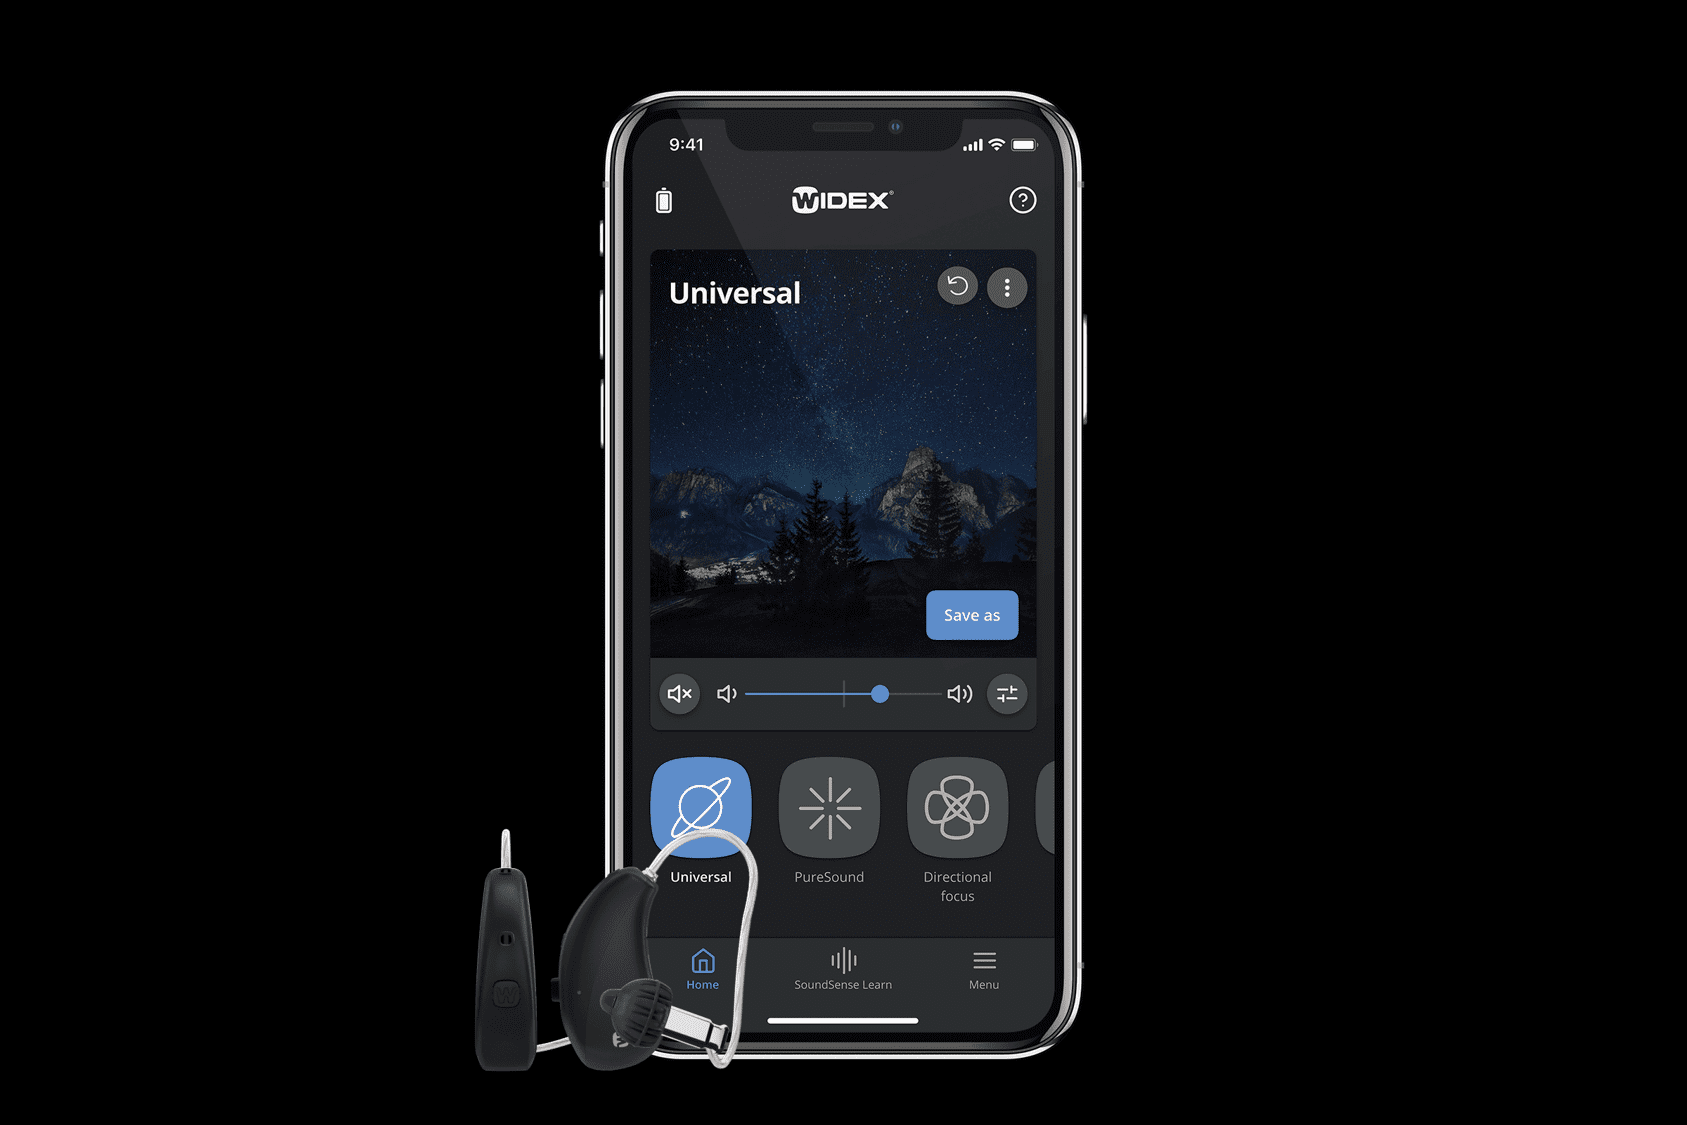 9:41
WIDEX®
Universal
Save as
Universal
PureSound
Directional
focus
Home
SoundSense Learn
Menu